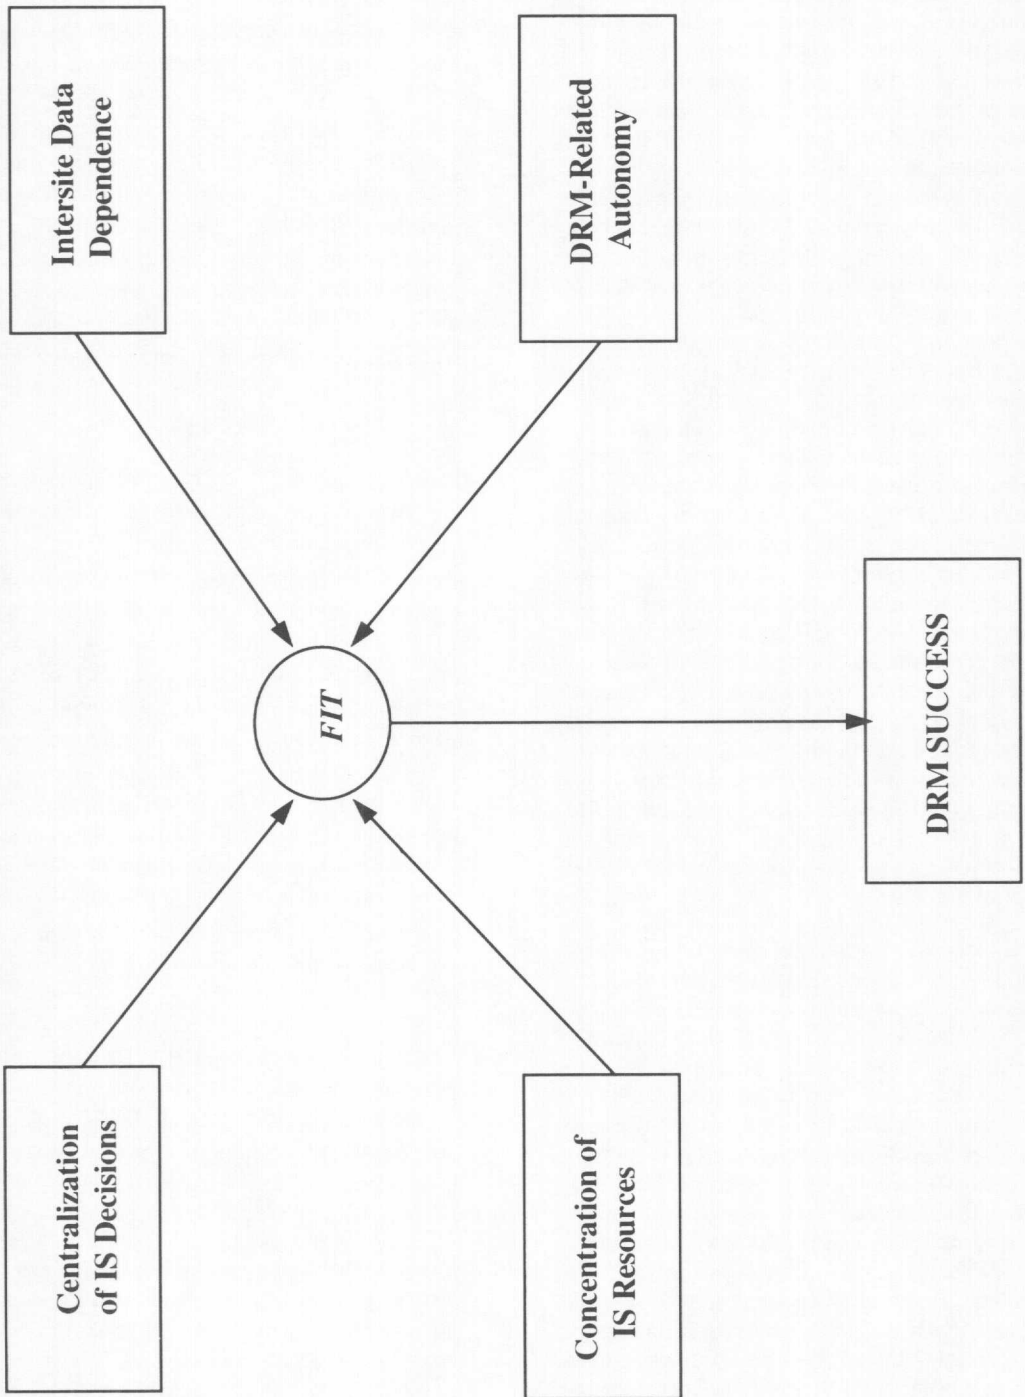 Centralization
of IS Decisions
Intersite Data
Dependence
FIT
Concentration of
IS Resources
DRM-Related
Autonomy
DRM SUCCESS